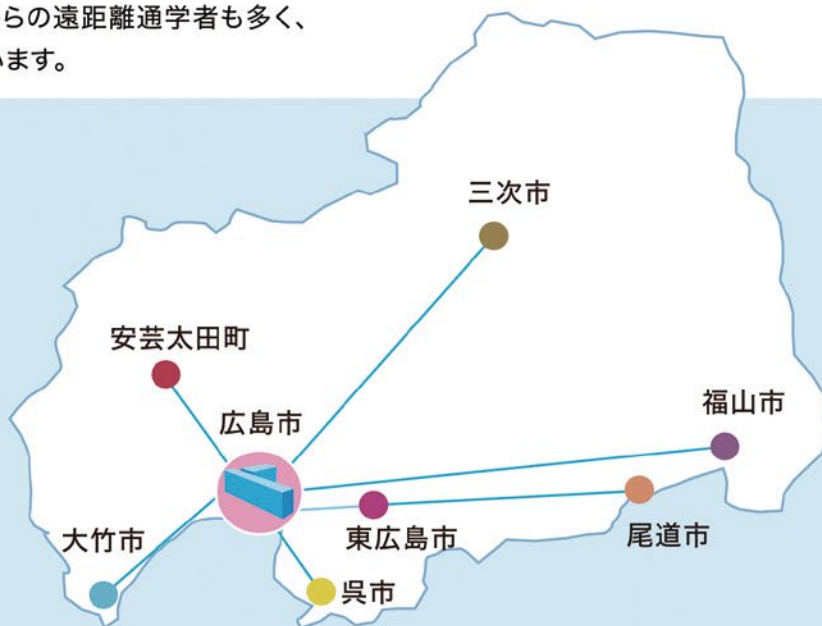 らの遠距離通学者も多く、
います。
三次市
安芸太田町
広島市
福山市
大竹市
東広島市
尾道市
呉市